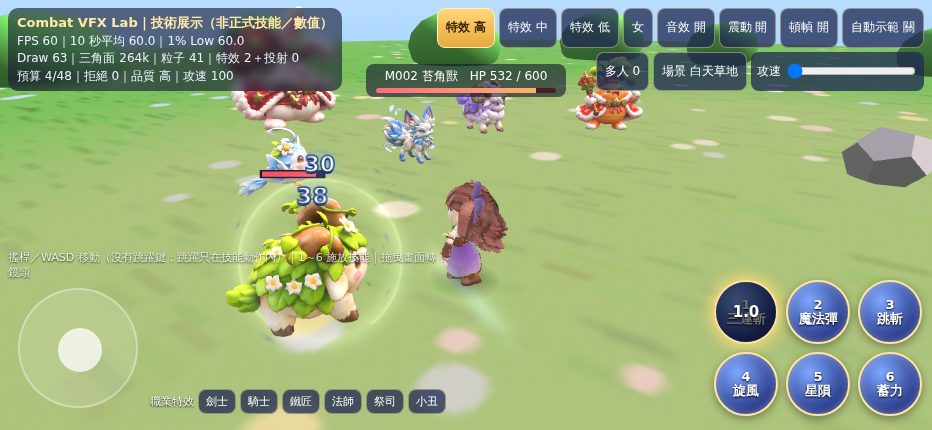 Combat VFX Lab｜技術展示（非正式技能／數值）
FPS 60｜10 秒平均 60.0｜1% Low 60.0
Draw 63｜三角面 264k｜粒子 41｜特效 2＋投射 0
預算 4/48｜拒絕 0｜品質 高｜攻速 100
特效 高
特效 中
特效 低
女
音效 開
震動 開
頓幀 開
自動示範 關
多人 0
場景 白天草地
攻速
M002 苔角獸 HP 532 / 600
30
38
搖桿／WASD 移動（沒有跳躍鍵；跳躍只在技能動作內）｜1～6 施放技能｜拖曳畫面轉
鏡頭
1
1.0
三連斬
2
魔法彈
3
跳斬
4
旋風
5
星隕
6
蓄力
職業特效
劍士
騎士
鐵匠
法師
祭司
小丑